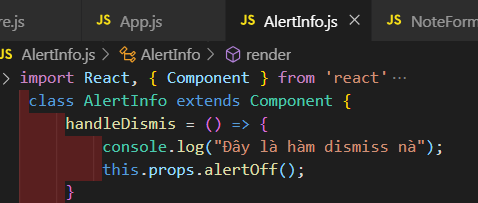 re.js JS App.js JS AlertInfo.js JS NoteForm
JS AlertInfo.js > AlertInfo > render
import React, { Component } from 'react'···
class AlertInfo extends Component {
handleDismis = () => {
console.log("Đây là hàm dismiss nà");
this.props.alertOff();
}